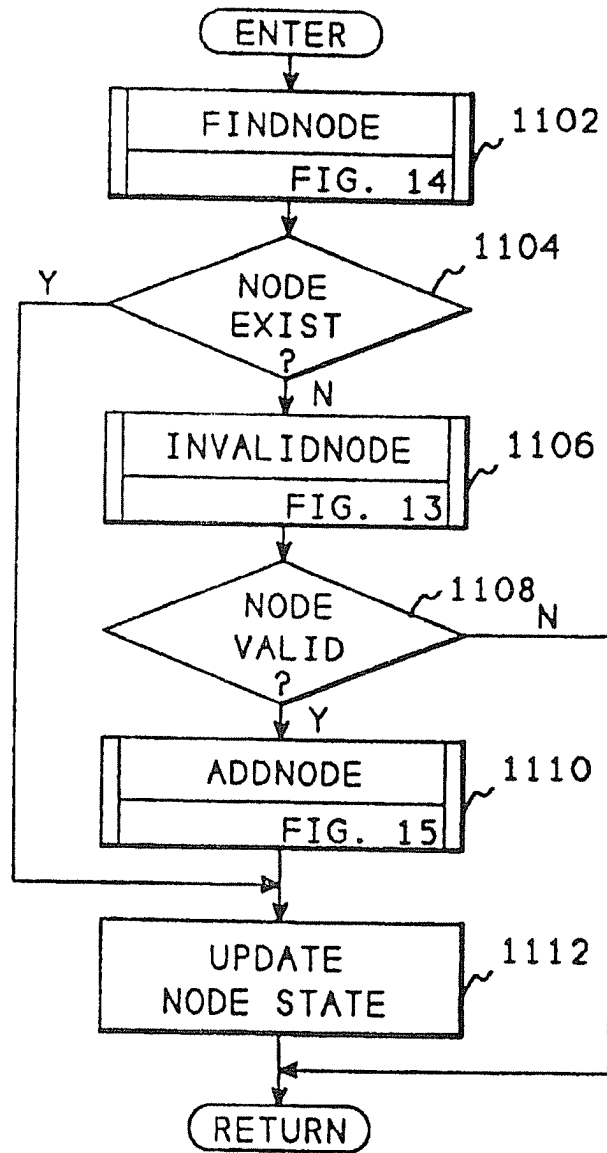 ENTER
FINDNODE
1102
FIG. 14
1104
Y
NODE
EXIST
?
N
INVALIDNODE
1106
FIG. 13
1108
NODE
N
VALID
?
Y
ADDNODE
1110
FIG. 15
UPDATE
1112
NODE STATE
RETURN